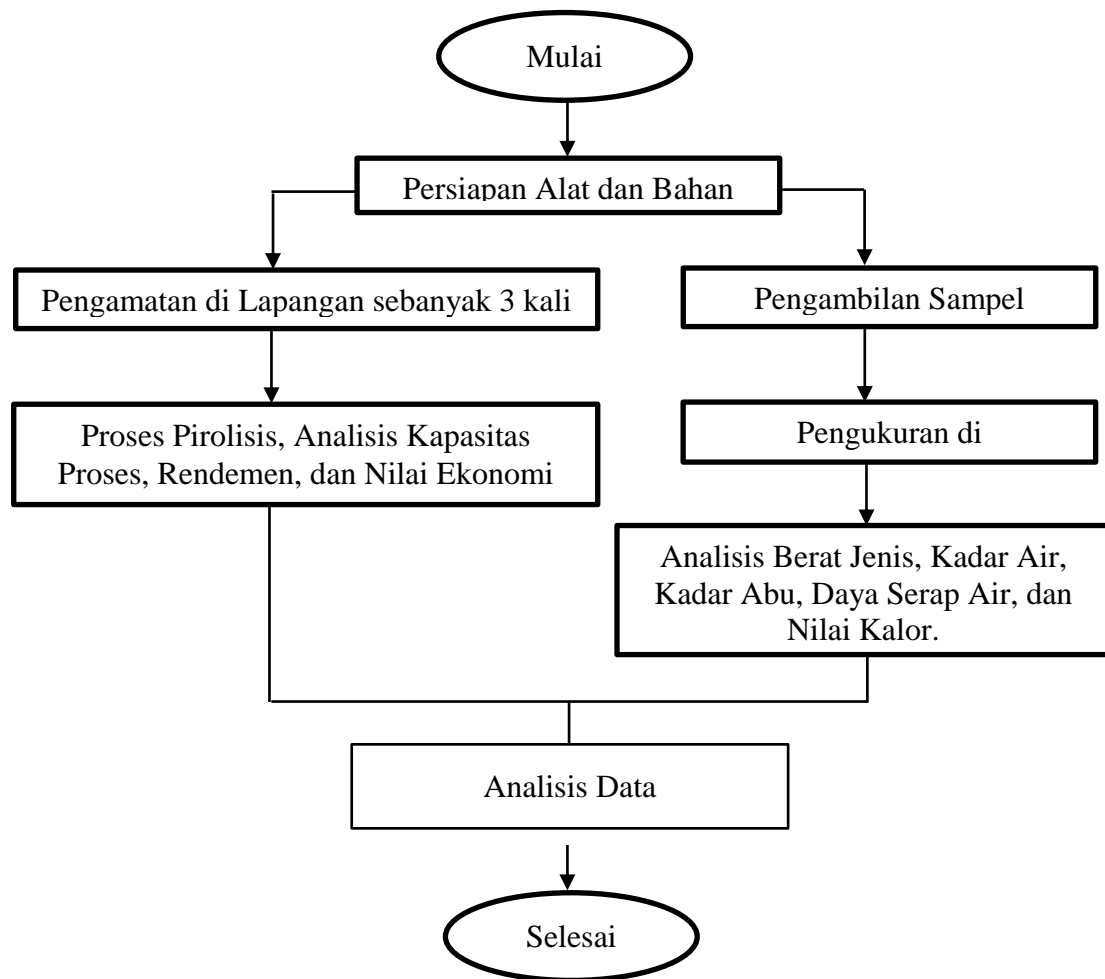 Mulai
Persiapan Alat dan Bahan
Pengamatan di Lapangan sebanyak 3 kali
Pengambilan Sampel
Proses Pirolisis, Analisis Kapasitas
Proses, Rendemen, dan Nilai Ekonomi
Pengukuran di
Analisis Berat Jenis, Kadar Air,
Kadar Abu, Daya Serap Air, dan
Nilai Kalor.
Analisis Data
Selesai